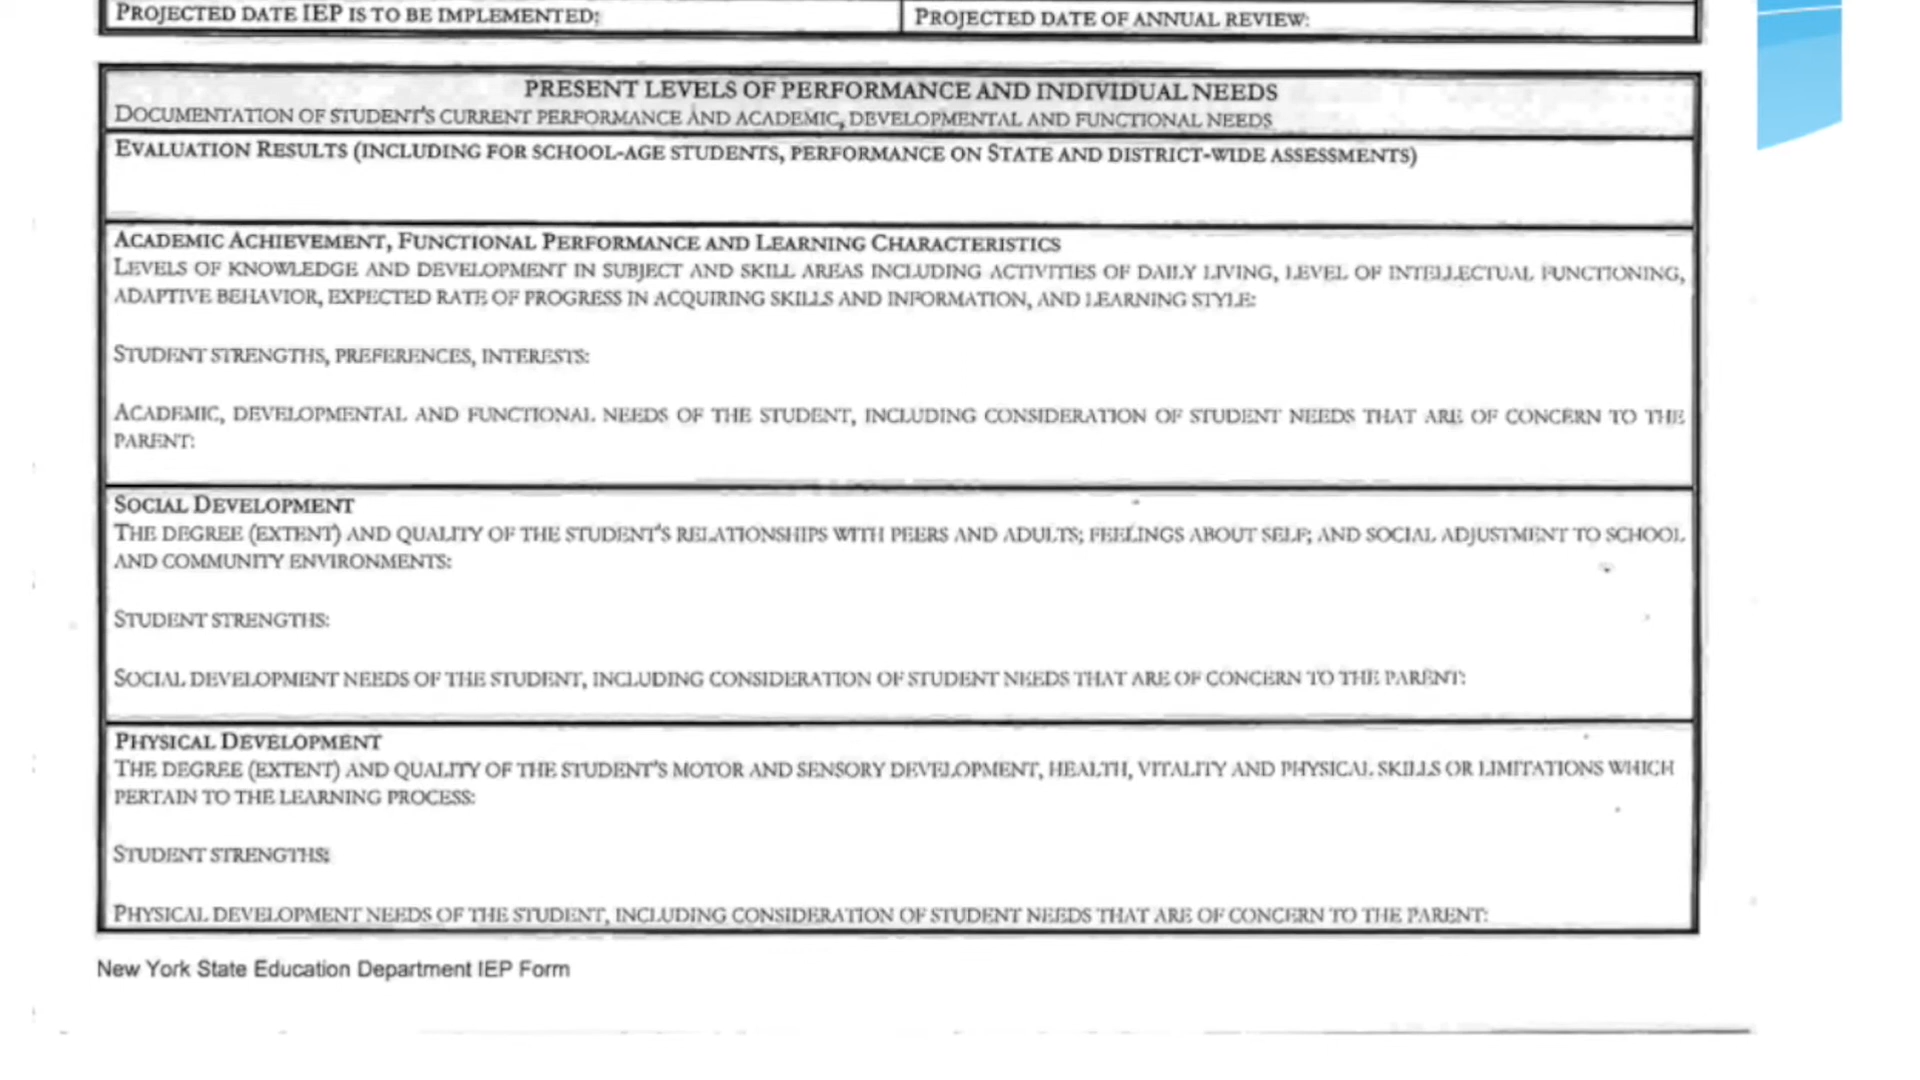 PROJECTED DATE IEP IS TO BE IMPLEMENTED:
PROJECTED DATE OF ANNUAL REVIEW:
PRESENT LEVELS OF PERFORMANCE AND INDIVIDUAL NEEDS
DOCUMENTATION OF STUDENT'S CURRENT PERFORMANCE AND ACADEMIC, DEVELOPMENTAL AND FUNCTIONAL NEEDS
EVALUATION RESULTS (INCLUDING FOR SCHOOL-AGE STUDENTS, PERFORMANCE ON STATE AND DISTRICT-WIDE ASSESSMENTS)
ACADEMIC ACHIEVEMENT, FUNCTIONAL PERFORMANCE AND LEARNING CHARACTERISTICS
LEVELS OF KNOWLEDGE AND DEVELOPMENT IN SUBJECT AND SKILL AREAS INCLUDING ACTIVITIES OF DAILY LIVING, LEVEL OF INTELLECTUAL FUNCTIONING,
ADAPTIVE BEHAVIOR, EXPECTED RATE OF PROGRESS IN ACQUIRING SKILLS AND INFORMATION, AND LEARNING STYLE:
STUDENT STRENGTHS, PREFERENCES, INTERESTS:
ACADEMIC, DEVELOPMENTAL AND FUNCTIONAL NEEDS OF THE STUDENT, INCLUDING CONSIDERATION OF STUDENT NEEDS THAT ARE OF CONCERN TO THE
PARENT:
SOCIAL DEVELOPMENT
THE DEGREE (EXTENT) AND QUALITY OF THE STUDENT'S RELATIONSHIPS WITH PEERS AND ADULTS; FEELINGS ABOUT SELF; AND SOCIAL ADJUSTMENT TO SCHOOL
AND COMMUNITY ENVIRONMENTS:
STUDENT STRENGTHS:
SOCIAL DEVELOPMENT NEEDS OF THE STUDENT, INCLUDING CONSIDERATION OF STUDENT NEEDS THAT ARE OF CONCERN TO THE PARENT:
PHYSICAL DEVELOPMENT
THE DEGREE (EXTENT) AND QUALITY OF THE STUDENT'S MOTOR AND SENSORY DEVELOPMENT, HEALTH, VITALITY AND PHYSICAL SKILLS OR LIMITATIONS WHICH
PERTAIN TO THE LEARNING PROCESS:
STUDENT STRENGTHS:
PHYSICAL DEVELOPMENT NEEDS OF THE STUDENT, INCLUDING CONSIDERATION OF STUDENT NEEDS THAT ARE OF CONCERN TO THE PARENT:
New York State Education Department IEP Form